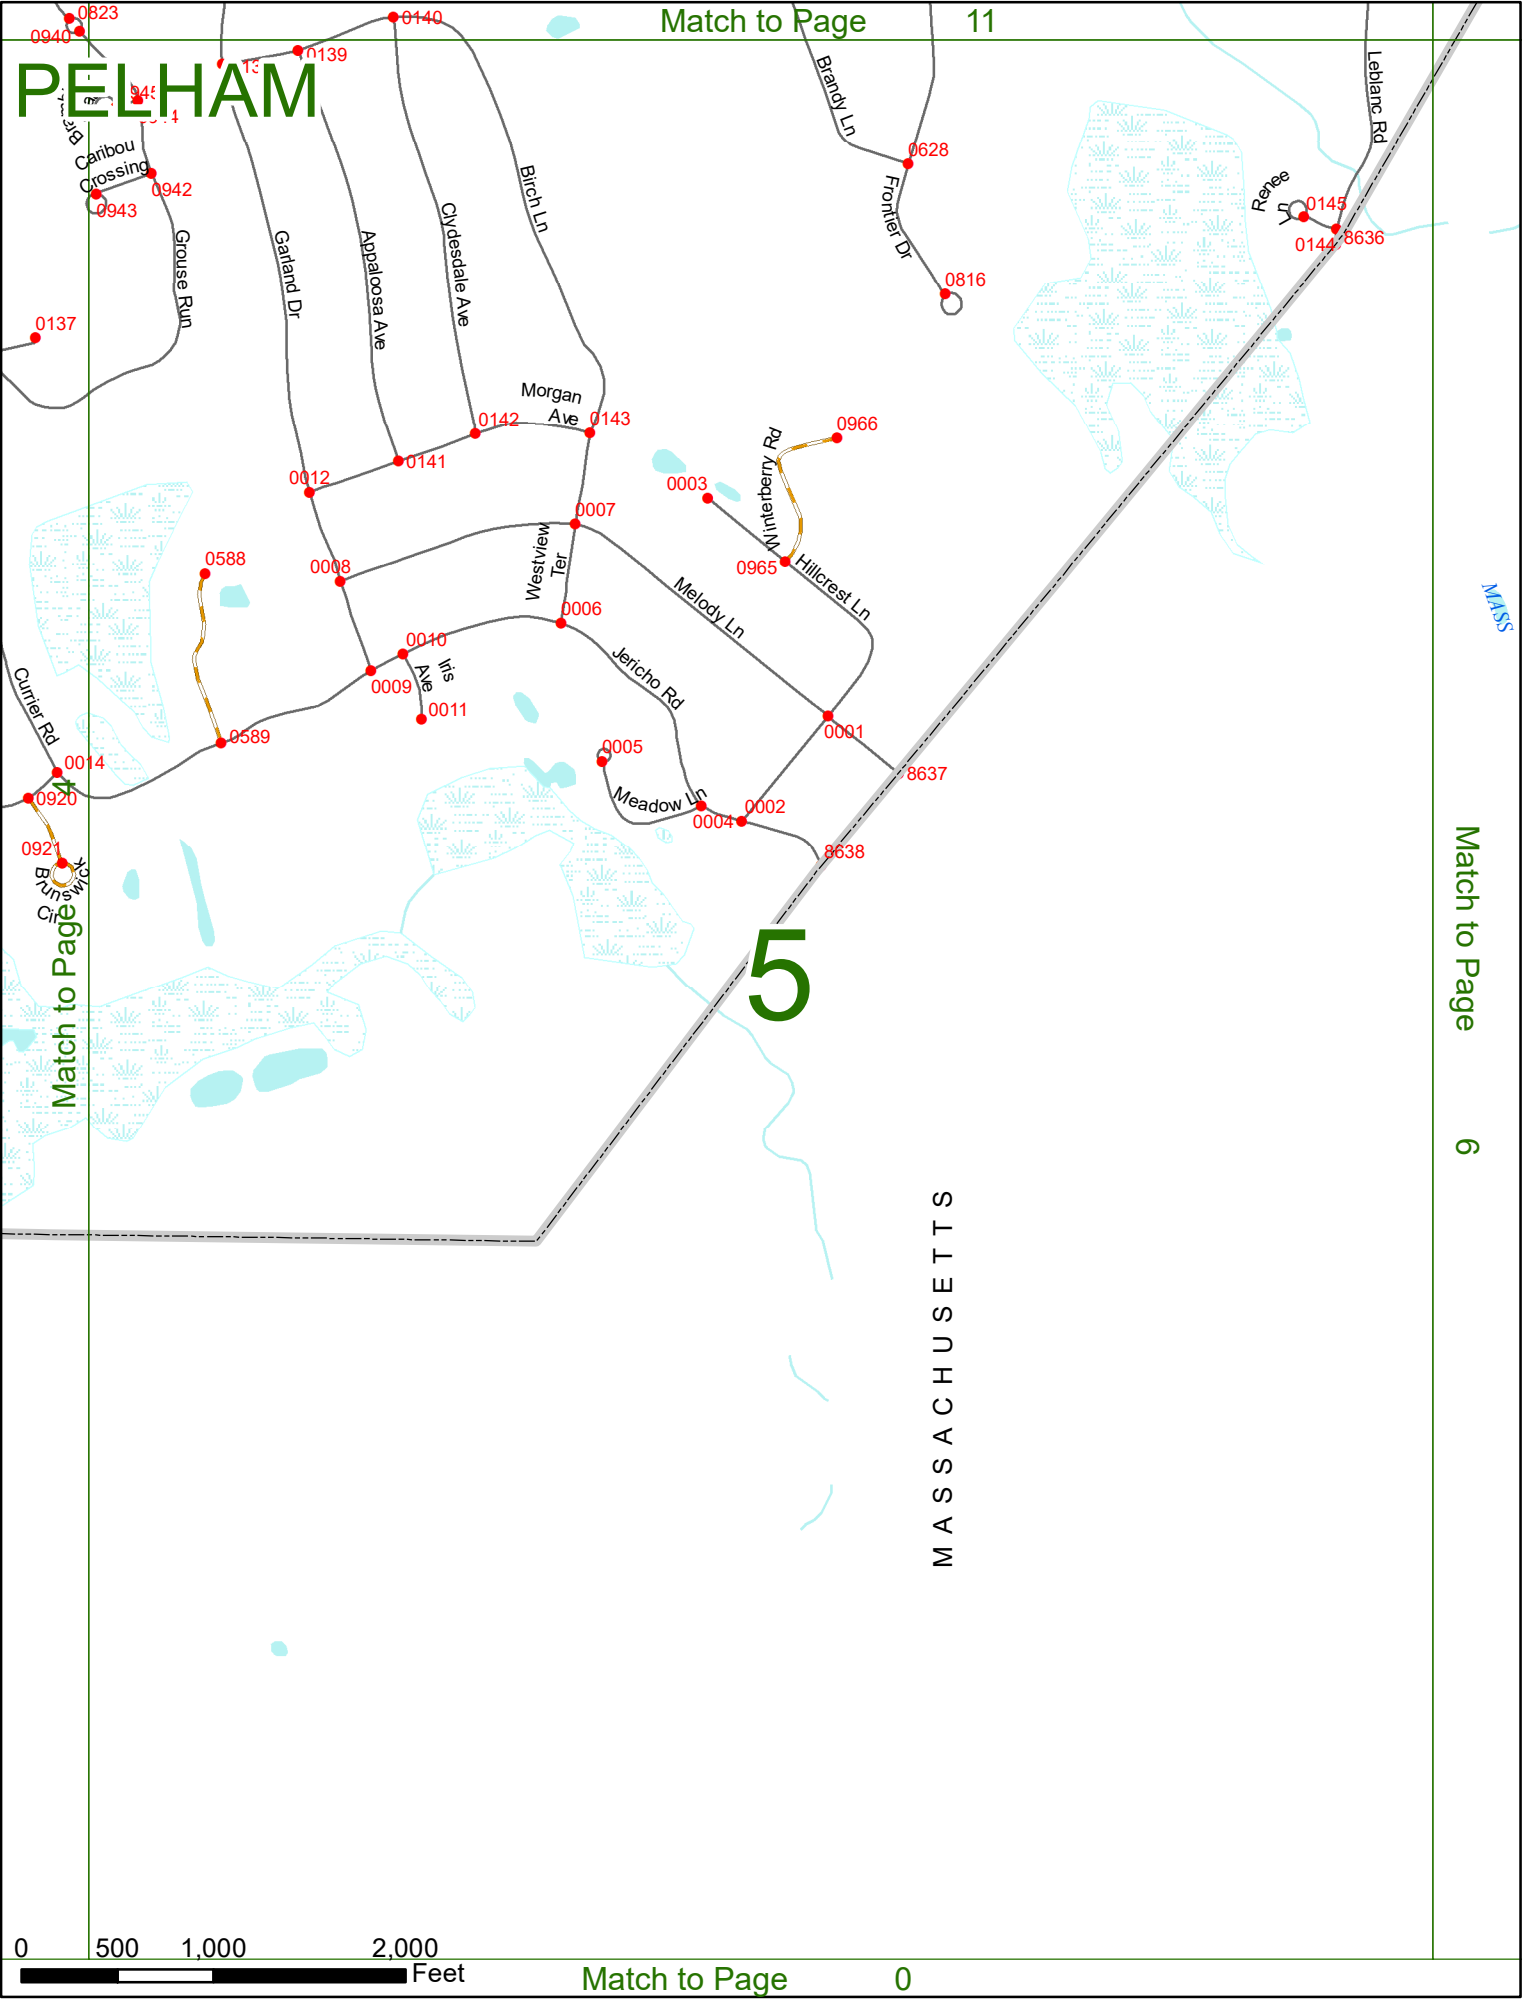 Match to Page 11
0823
0940
0140
0139
PELHAM
Caribou
Crossing
0942
0943
Grouse Run
Garland Dr
Appaloosa Ave
Clydesdale Ave
Birch Ln
Brandy Ln
0628
Frontier Dr
0816
Leblanc Rd
Renee
Ln
0145
0144
8636
0137
Morgan
Ave
0142
0143
0141
0012
0966
Winterberry Rd
0003
0965
Hillcrest Ln
0007
Westview
Ter
0588
0008
0006
Melody Ln
MASS
0010
Iris
Ave
0009
0011
Jericho Rd
Currier Rd
0589
0001
0005
0014
8637
4
0920
Meadow Ln
0002
0004
0921
8638
Brunswick
Cir
Match to Page
5
Match to Page
6
MASSACHUSETTS
0 500 1,000 2,000
Feet
Match to Page 0